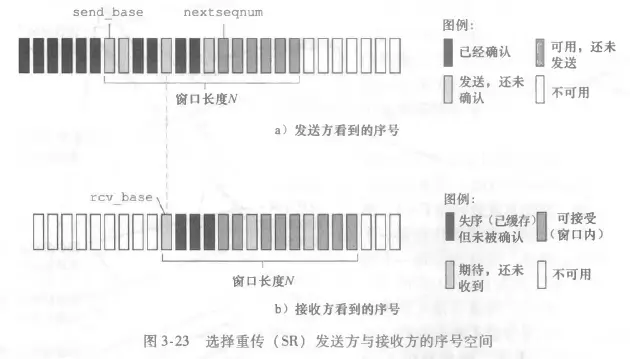 send_base
nextseqnum
图例:
已经确认
可用,还未
发送
发送,还未
确认
不可用
窗口长度N
a)发送方看到的序号
rcv_base
图例:
失序(已缓存)
但未被确认
可接受
(窗口内)
期待,还未
收到
不可用
窗口长度N
b)接收方看到的序号
图 3-23 选择重传(SR)发送方与接收方的序号空间